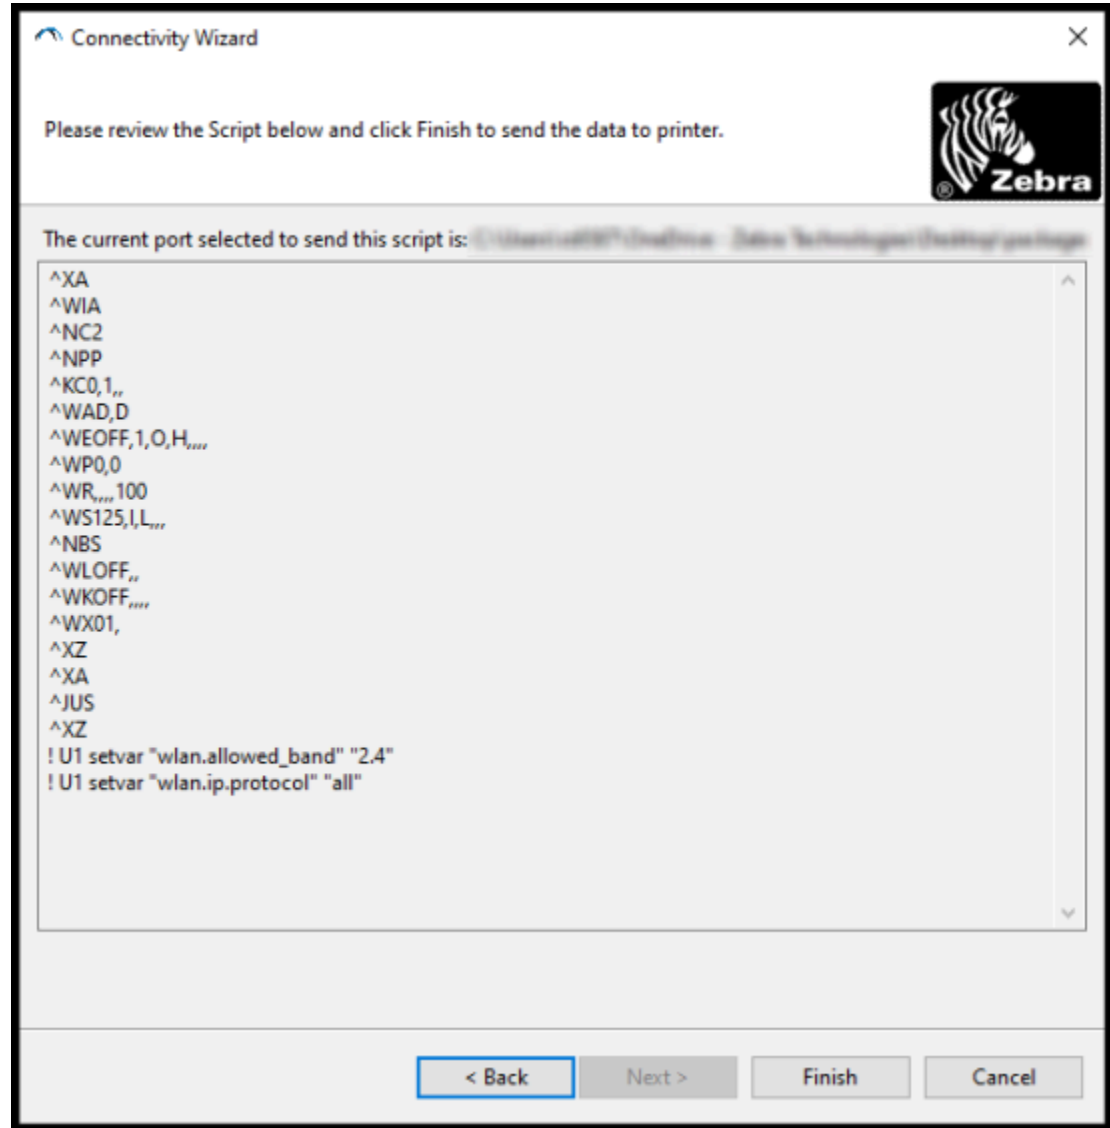 Connectivity Wizard
Please review the Script below and click Finish to send the data to printer.
® Zebra
The current port selected to send this script is:
^XA
^WIA
^NC2
^NPP
^KC0,1,,
^WAD,D
^WEOFF,1,O,H,,,,
^WP0,0
^WR,,,,100
^WS125,I,L,,,
^NBS
^WLOFF,,
^WKOFF,,,,
^WX01,
^XZ
^XA
^JUS
^XZ
! U1 setvar "wlan.allowed_band" "2.4"
! U1 setvar "wlan.ip.protocol" "all"
< Back Next > Finish Cancel